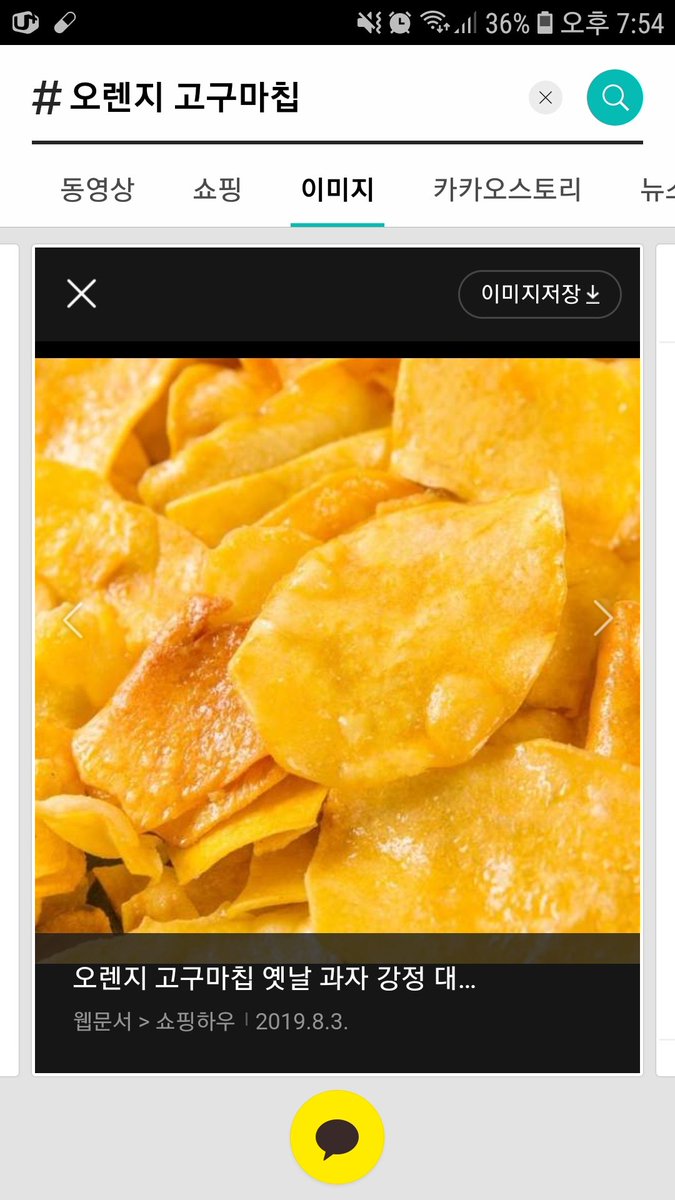 36% 오후 7:54
# 오렌지 고구마칩
동영상 쇼핑 이미지 카카오스토리 뉴스
이미지저장
오렌지 고구마칩 옛날 과자 강정 대...
웹문서 > 쇼핑하우 | 2019.8.3.